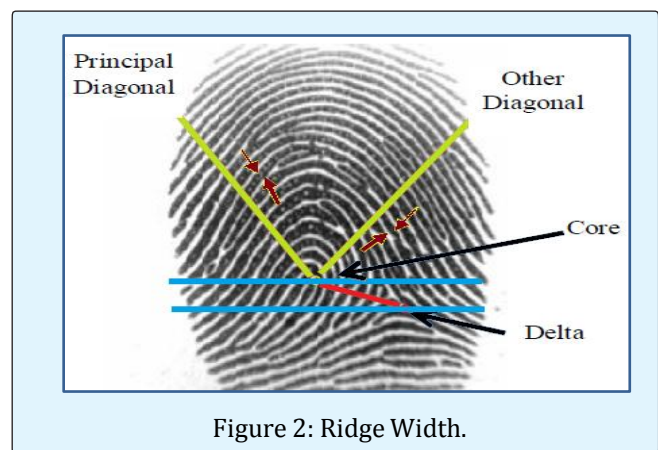 Principal
Diagonal
Other
Diagonal
Core
Delta
Figure 2: Ridge Width.